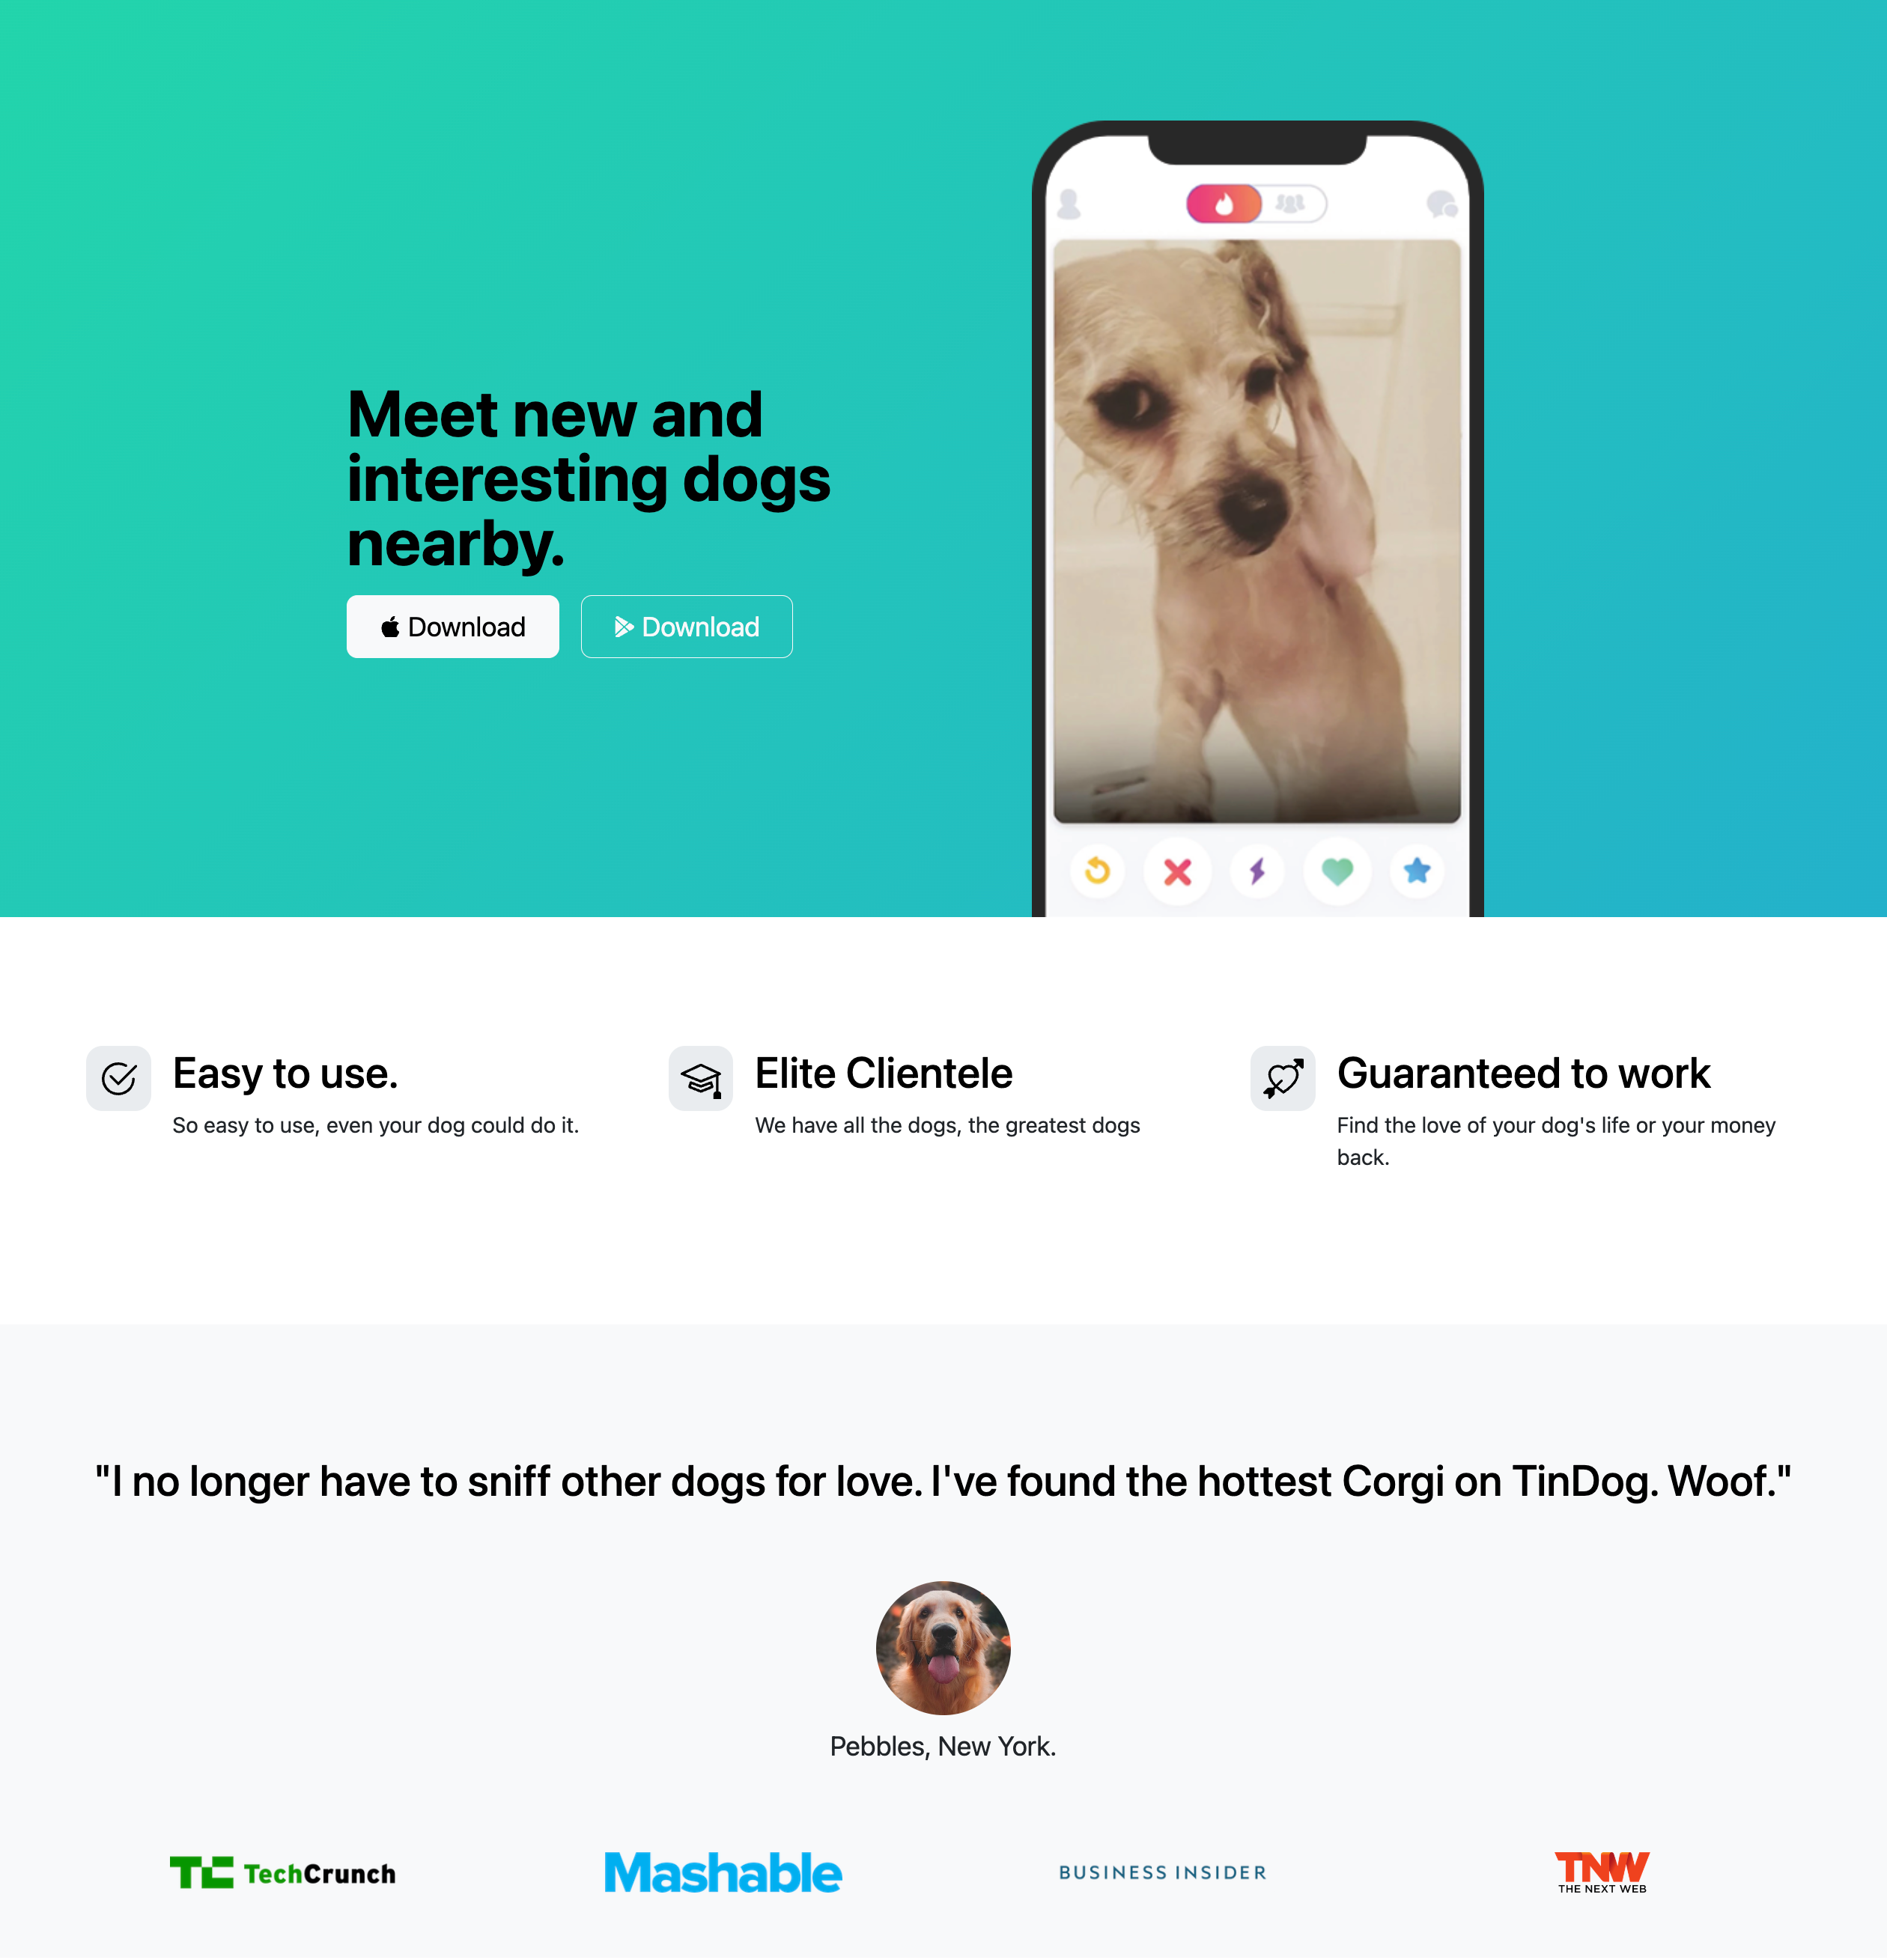 Meet new and
interesting dogs
nearby.
Download
Download
Easy to use.
So easy to use, even your dog could do it.
Elite Clientele
We have all the dogs, the greatest dogs
Guaranteed to work
Find the love of your dog's life or your money
back.
"I no longer have to sniff other dogs for love. I've found the hottest Corgi on TinDog. Woof."
Pebbles, New York.
TC TechCrunch
Mashable
BUSINESS INSIDER
TNW
THE NEXT WEB